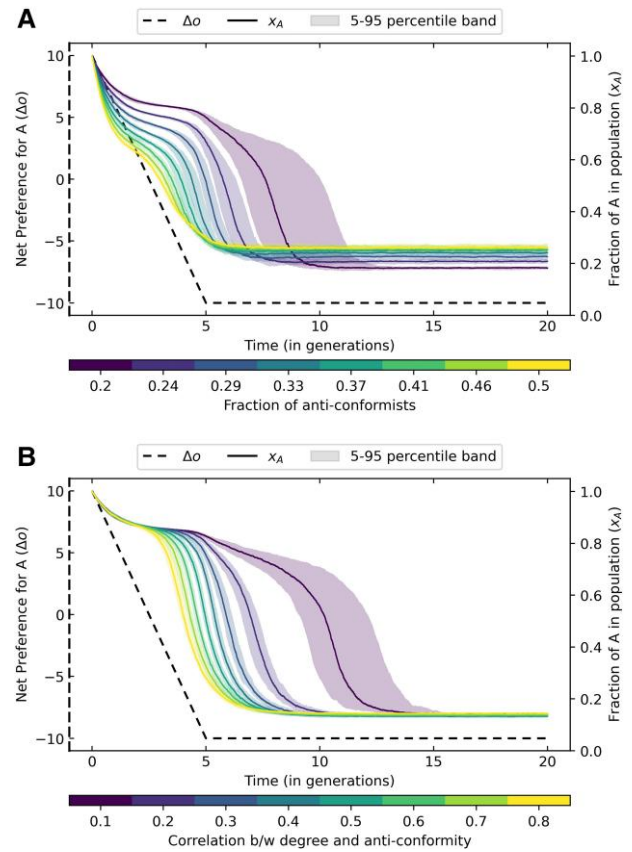 A
Δo x_A 5-95 percentile band
Net Preference for A (Δo)
10
5
0
−5
−10
Fraction of A in population (x_A)
1.0
0.8
0.6
0.4
0.2
0.0
0 5 10 15 20
Time (in generations)
0.2 0.24 0.29 0.33 0.37 0.41 0.46 0.5
Fraction of anti-conformists
B
Δo x_A 5-95 percentile band
Net Preference for A (Δo)
10
5
0
−5
−10
Fraction of A in population (x_A)
1.0
0.8
0.6
0.4
0.2
0.0
0 5 10 15 20
Time (in generations)
0.1 0.2 0.3 0.4 0.5 0.6 0.7 0.8
Correlation b/w degree and anti-conformity